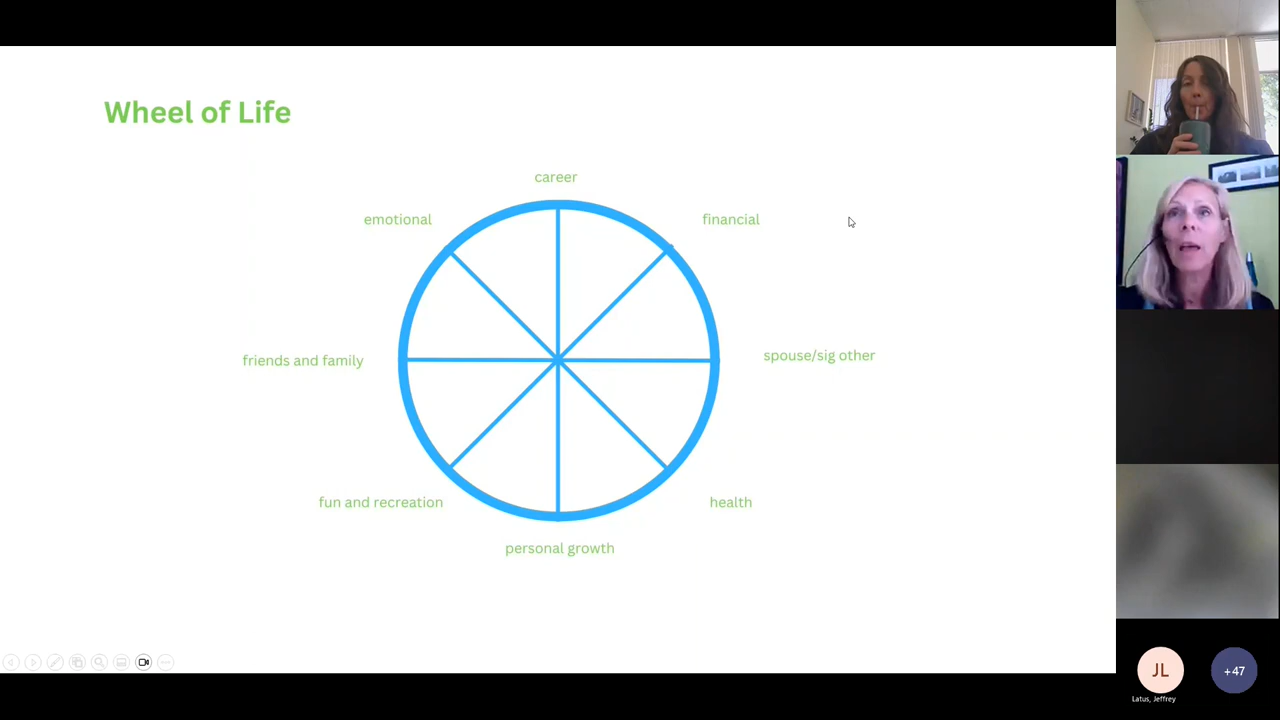 Wheel of Life
career
emotional
financial
friends and family
spouse/sig other
fun and recreation
health
personal growth
JL
+47
Latus, Jeffrey